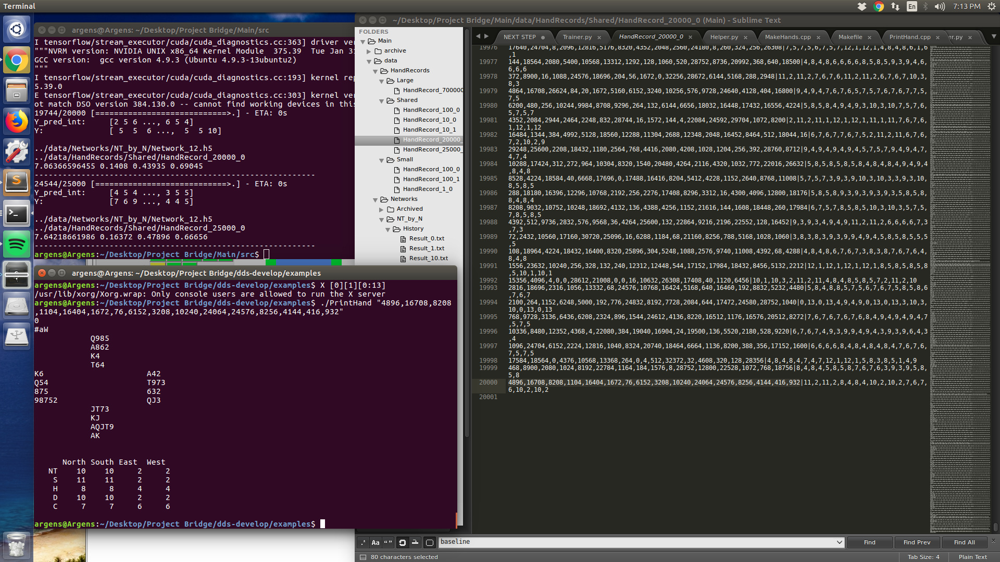 Terminal
En
7:13 PM
argens@Argens: ~/Desktop/Project Bridge/Main/src
I tensorflow/stream_executor/cuda/cuda_diagnostics.cc:363] driver ver
"""NVRM version: NVIDIA UNIX x86_64 Kernel Module  375.39  Tue Jan 31
GCC version:  gcc version 4.9.3 (Ubuntu 4.9.3-13ubuntu2)
"""
I tensorflow/stream_executor/cuda/cuda_diagnostics.cc:193] kernel rep
5.39.0
E tensorflow/stream_executor/cuda/cuda_diagnostics.cc:303] kernel ver
ot match DSO version 384.130.0 -- cannot find working devices in this
19744/20000 [============================>.] - ETA: 0s
Y_pred_int:     [2 5 6 ..., 6 5 4]
Y:              [ 5  5  6 ...,  5  5 10]
../data/Networks/NT_by_N/Network_12.h5
../data/HandRecords/Shared/HandRecord_20000_0
7.06366596455 0.1408 0.43935 0.69045
------------------------------------------------------------
24544/25000 [============================>.] - ETA: 0s
Y_pred_int:     [4 5 4 ..., 3 5 5]
Y:              [7 6 9 ..., 4 4 5]
../data/Networks/NT_by_N/Network_12.h5
../data/HandRecords/Shared/HandRecord_25000_0
7.64218661986 0.16372 0.47896 0.66656
------------------------------------------------------------
argens@Argens:~/Desktop/Project Bridge/Main/src$
argens@Argens: ~/Desktop/Project Bridge/dds-develop/examples
argens@Argens:~/Desktop/Project Bridge/dds-develop/examples$ X [0][1][0:13]
/usr/lib/xorg/Xorg.wrap: Only console users are allowed to run the X server
argens@Argens:~/Desktop/Project Bridge/dds-develop/examples$ ./PrintHand "4896,16708,8208
,1104,16404,1672,76,6152,3208,10240,24064,24576,8256,4144,416,932"
0
#aW
Q985
A862
K4
T64
K6 A42
Q54 T973
875 632
98752 QJ3
JT73
KJ
AQJT9
AK
North South East West
NT 10 10 2 2
S 11 11 2 2
H 8 8 4 4
D 10 10 2 2
C 7 7 6 6
argens@Argens:~/Desktop/Project Bridge/dds-develop/examples$
~/Desktop/Project Bridge/Main/data/HandRecords/Shared/HandRecord_20000_0 (Main) - Sublime Text
FOLDERS
Main
archive
data
HandRecords
Large
HandRecord_700000
Shared
HandRecord_100_0
HandRecord_10_0
HandRecord_10_1
HandRecord_20000_
HandRecord_25000_
Small
HandRecord_100_0
HandRecord_100_1
HandRecord_1_0
Networks
Archived
NT_by_N
History
Result_0.txt
Result_1.txt
Result_10.txt
NEXT STEP
Trainer.py
HandRecord_20000_0
Helper.py
MakeHands.cpp
Makefile
PrintHand.cpp
er.py
19976 17640,24704,8,2096,12816,5176,8320,4352,2048,2560,24180,8,260,324,256,26308|7,5,7,5,6,7,5,7,12,1,12,1,4,8,4,8,6,1,6
,1
19977 144,18564,2080,5400,10568,13312,1292,128,1060,520,28752,8736,20992,368,640,18500|4,8,4,8,6,6,6,6,8,5,8,5,9,3,9,4,6,
6,6,6
19978 372,8900,16,1088,24576,18696,204,56,1672,0,32256,28672,6144,5168,288,2948|11,2,11,2,7,6,7,6,11,2,11,2,6,7,6,7,10,3,
8,3
19979 4864,16708,26624,84,20,1672,5160,6152,3240,10256,576,9728,24640,4128,404,16800|9,4,9,4,7,6,7,6,7,5,7,5,7,6,7,6,7,5,
7,5
19980 6200,480,256,10244,9984,8708,9296,264,132,6144,6656,18032,16448,17432,16556,4224|5,8,5,8,4,9,4,9,3,10,3,10,7,5,7,6,
5,7,5,7
19981 4352,2084,2944,2464,2248,832,28744,16,1572,144,4,22084,24592,29704,1072,8200|2,11,2,11,1,12,1,12,1,11,1,11,7,6,7,6,
1,12,1,12
19982 16484,1344,384,4992,5128,18560,12288,11304,2688,12348,2048,16452,8464,512,18044,16|6,7,6,7,7,6,7,5,2,11,2,11,6,7,6,
7,2,10,2,9
19983 29248,25600,2208,18432,1180,2564,768,4416,2080,4208,1028,1204,256,392,28760,8712|9,4,9,4,9,4,9,4,5,7,5,7,9,4,9,4,7,
4,7,4
19984 10288,17424,312,272,964,10304,8320,1540,20480,4264,2116,4320,1032,772,22016,26632|5,8,5,8,5,8,5,8,4,8,4,8,4,9,4,9,
4,8,4,8
19985 8528,4224,18584,40,6668,17696,0,17488,16416,8204,5412,4228,1152,2640,8768,11008|5,7,5,7,3,9,3,9,10,3,10,3,3,9,3,10,
8,5,8,5
19986 288,18180,16396,12296,10768,2192,256,2276,17408,8296,3312,16,4300,4096,12800,18176|5,8,5,8,9,3,9,3,9,3,9,3,5,8,5,8,
8,4,8,4
19987 8208,9032,10752,10248,18692,4132,136,4388,4256,1152,21616,144,1608,18448,260,17984|6,7,5,7,8,5,8,5,10,3,10,3,5,7,5,
7,8,5,8,5
19988 4392,512,9736,2832,576,9568,36,4264,25600,132,22864,9216,2196,22552,128,16452|9,3,9,3,4,9,4,9,11,2,11,2,6,6,6,6,7,3
,7,3
19989 72,2432,10560,17160,30720,25096,16,6288,1184,68,21160,8256,788,5168,1028,1060|3,8,3,8,3,9,3,9,6,7,6,7,5,7,5,7,5,5,5
,5
19990 108,18964,4224,18432,16400,8320,25896,304,5248,1088,2576,9740,11008,4392,68,4288|4,8,4,8,6,7,6,7,3,8,4,8,6,7,6,7,4,
8,4,8
19991 1556,23632,10240,256,328,132,240,12312,12448,544,17152,17984,18432,8456,5132,2212|12,1,12,1,12,1,12,1,8,5,8,5,8,5,8
,5,10,1,10,1
19992 15356,4096,4,0,0,28612,21008,0,0,16,10632,26308,17408,40,1120,6456|10,1,10,3,2,11,2,11,4,8,4,8,5,8,5,7,2,11,2,10
19993 2816,18696,2316,1056,13332,68,24576,10768,16424,5168,640,16460,192,8832,5232,4480|5,8,4,8,8,5,7,5,6,7,6,7,5,8,5,8,6
,7,6,7
19994 2100,264,1152,6248,5000,192,776,24832,8192,7728,2084,644,17472,24580,28752,1040|0,13,0,13,4,9,4,9,0,13,0,13,3,10,3,
10,0,13,0,13
19995 768,9728,3136,6436,6208,2324,896,1544,24612,4136,8220,16512,1176,16576,20512,8272|7,6,7,6,7,6,7,6,8,4,9,4,9,4,9,4,7
,5,7,5
19996 10336,8480,12352,4368,4,22080,384,19040,16904,24,19500,136,5520,2180,528,9220|6,7,6,7,4,9,3,9,9,4,9,4,3,9,3,9,6,4,3
,4
19997 1096,24704,6152,2224,12816,1040,8324,20740,18464,6664,1136,8200,388,356,17152,1600|6,6,6,6,8,4,8,4,8,4,8,4,7,6,7,6,
7,5,7,5
19998 17584,18564,0,4376,10568,13368,264,0,4,512,32372,32,4608,320,128,28356|4,8,4,8,4,7,4,7,12,1,12,1,5,8,3,8,5,1,4,9
19999 468,8900,2080,1024,8192,22784,1164,184,1576,8,28752,12800,22528,1072,768,18756|8,4,8,4,5,8,5,8,7,6,7,6,3,9,3,9,5,8,
5,8
20000 4896,16708,8208,1104,16404,1672,76,6152,3208,10240,24064,24576,8256,4144,416,932|11,2,11,2,8,4,8,4,10,2,10,2,7,6,7,
6,10,2,10,2
20001
.* Aa “ ”
baseline
Find
Find Prev
Find All
80 characters selected
Tab Size: 4
Plain Text